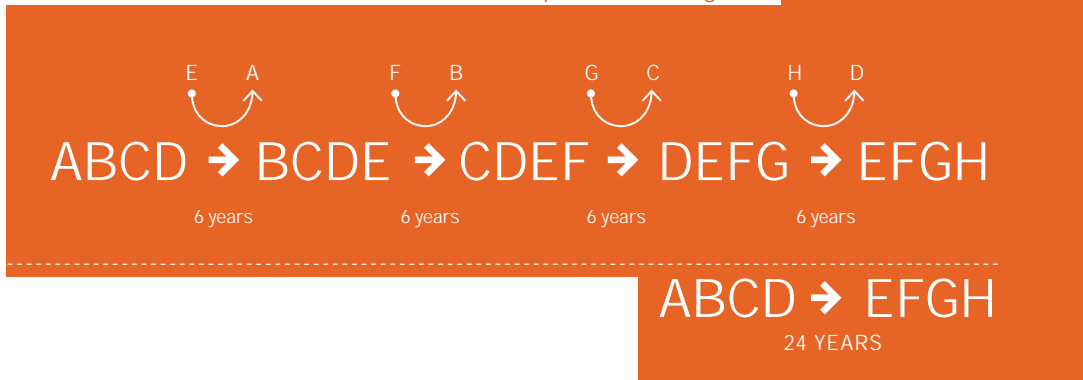 E A F B G C H D
ABCD → BCDE → CDEF → DEFG → EFGH
6 years 6 years 6 years 6 years
ABCD → EFGH
24 YEARS